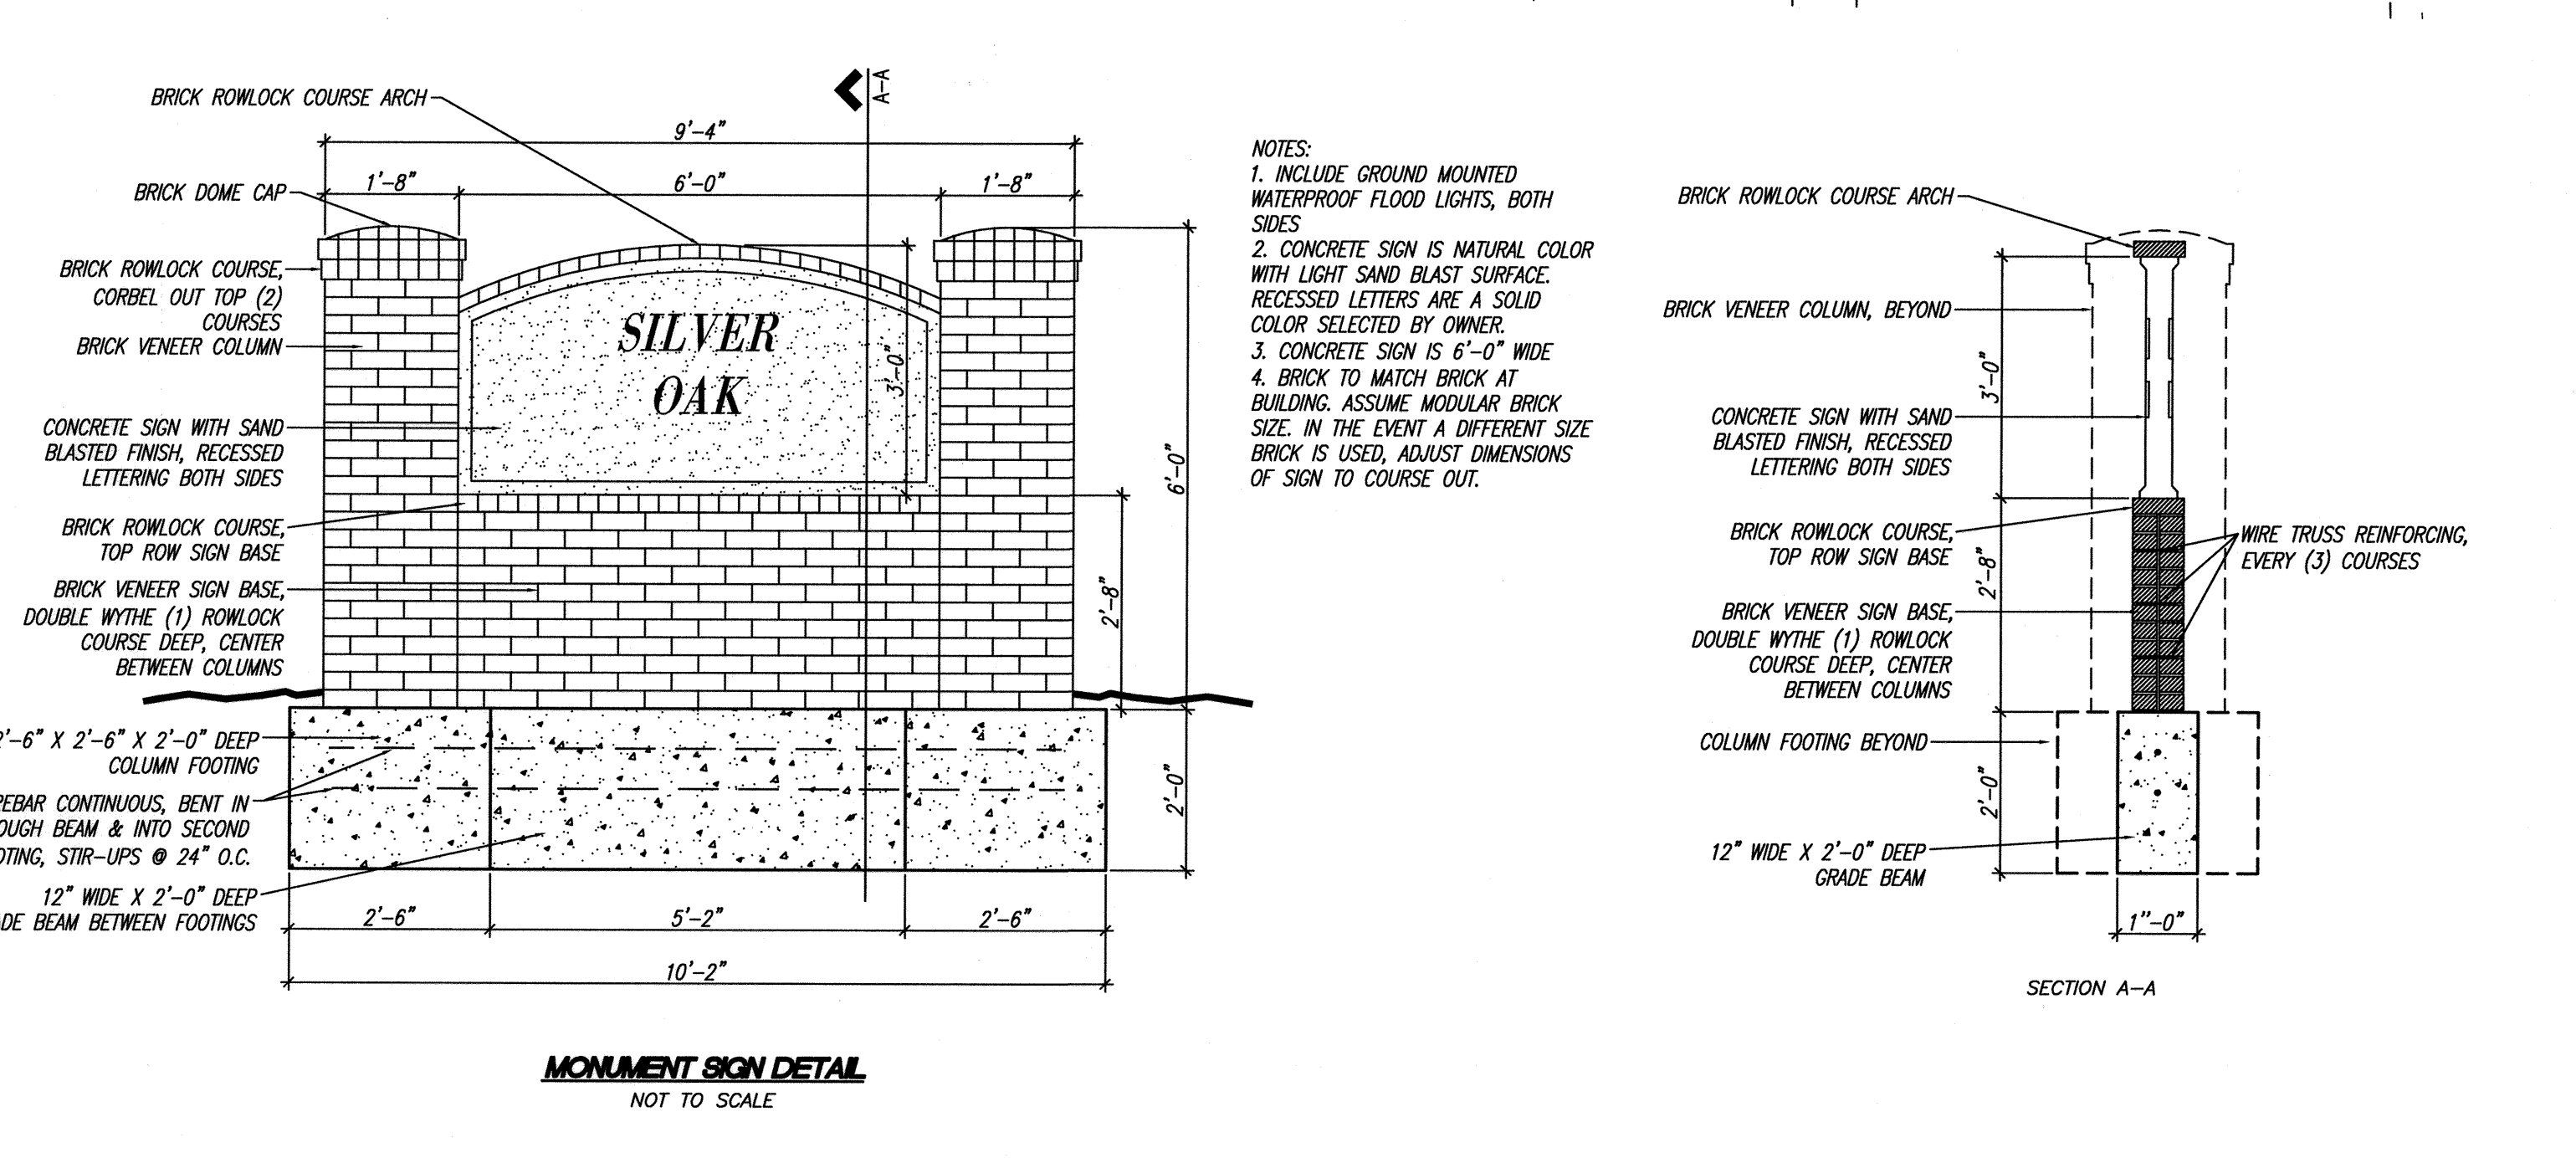 A-A
BRICK ROWLOCK COURSE ARCH
9'-4"
1'-8"
6'-0"
1'-8"
BRICK DOME CAP
BRICK ROWLOCK COURSE,
CORBEL OUT TOP (2)
COURSES
BRICK VENEER COLUMN
SILVER
OAK
3'-0"
CONCRETE SIGN WITH SAND
BLASTED FINISH, RECESSED
LETTERING BOTH SIDES
6'-0"
BRICK ROWLOCK COURSE,
TOP ROW SIGN BASE
BRICK VENEER SIGN BASE,
DOUBLE WYTHE (1) ROWLOCK
COURSE DEEP, CENTER
BETWEEN COLUMNS
2'-8"
2'-6" X 2'-6" X 2'-0" DEEP
COLUMN FOOTING
REBAR CONTINUOUS, BENT IN
BEAM & INTO SECOND
STIR-UPS @ 24" O.C.
2'-0"
12" WIDE X 2'-0" DEEP
BEAM BETWEEN FOOTINGS
2'-6"
5'-2"
2'-6"
10'-2"
MONUMENT SIGN DETAIL
NOT TO SCALE
NOTES:
1. INCLUDE GROUND MOUNTED
WATERPROOF FLOOD LIGHTS, BOTH
SIDES
2. CONCRETE SIGN IS NATURAL COLOR
WITH LIGHT SAND BLAST SURFACE.
RECESSED LETTERS ARE A SOLID
COLOR SELECTED BY OWNER.
3. CONCRETE SIGN IS 6'-0" WIDE
4. BRICK TO MATCH BRICK AT
BUILDING. ASSUME MODULAR BRICK
SIZE. IN THE EVENT A DIFFERENT SIZE
BRICK IS USED, ADJUST DIMENSIONS
OF SIGN TO COURSE OUT.
BRICK ROWLOCK COURSE ARCH
BRICK VENEER COLUMN, BEYOND
3'-0"
CONCRETE SIGN WITH SAND
BLASTED FINISH, RECESSED
LETTERING BOTH SIDES
BRICK ROWLOCK COURSE,
TOP ROW SIGN BASE
WIRE TRUSS REINFORCING,
EVERY (3) COURSES
2'-8"
BRICK VENEER SIGN BASE,
DOUBLE WYTHE (1) ROWLOCK
COURSE DEEP, CENTER
BETWEEN COLUMNS
COLUMN FOOTING BEYOND
2'-0"
12" WIDE X 2'-0" DEEP
GRADE BEAM
1"-0"
SECTION A-A